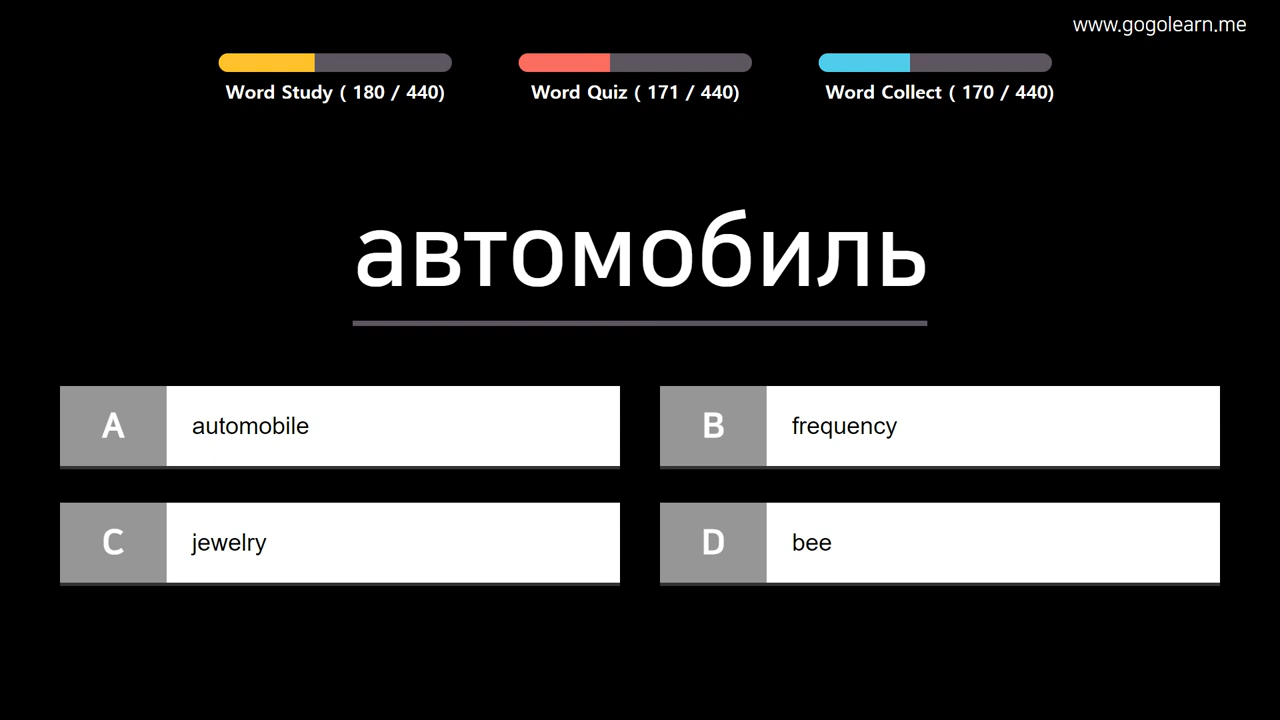 www.gogolearn.me
Word Study ( 180 / 440)
Word Quiz ( 171 / 440)
Word Collect ( 170 / 440)
автомобиль
A automobile
B frequency
C jewelry
D bee